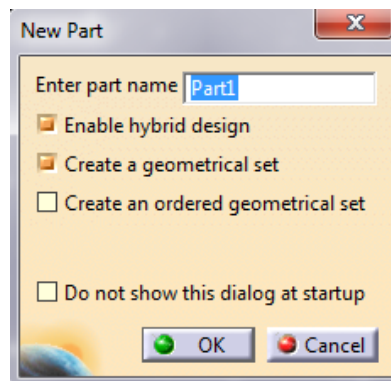 New Part
Enter part name Part1
Enable hybrid design
Create a geometrical set
Create an ordered geometrical set
Do not show this dialog at startup
OK Cancel